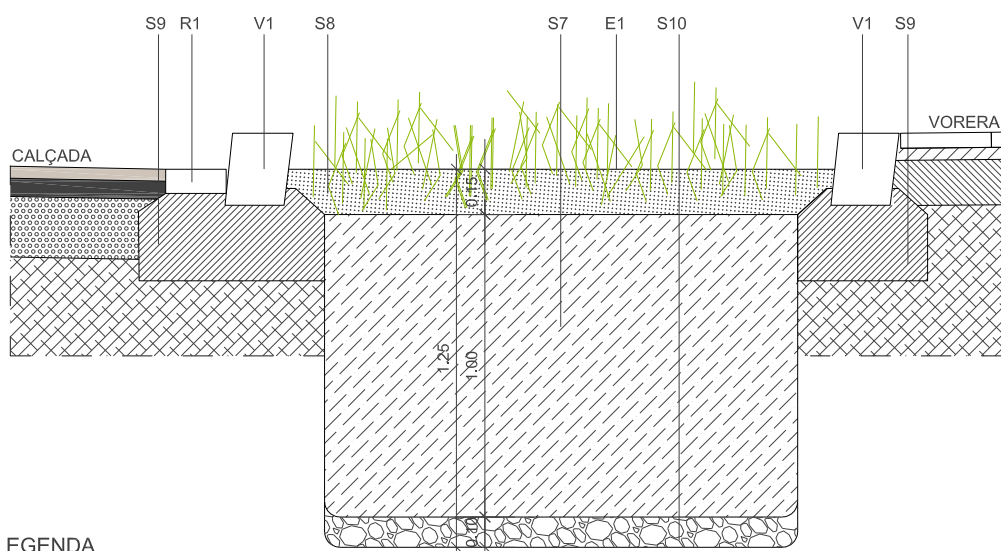 S9 R1 V1 S8 S7 E1 S10 V1 S9
VORERA
CALÇADA
0.15
1.25
1.00
0.10
EGENDA